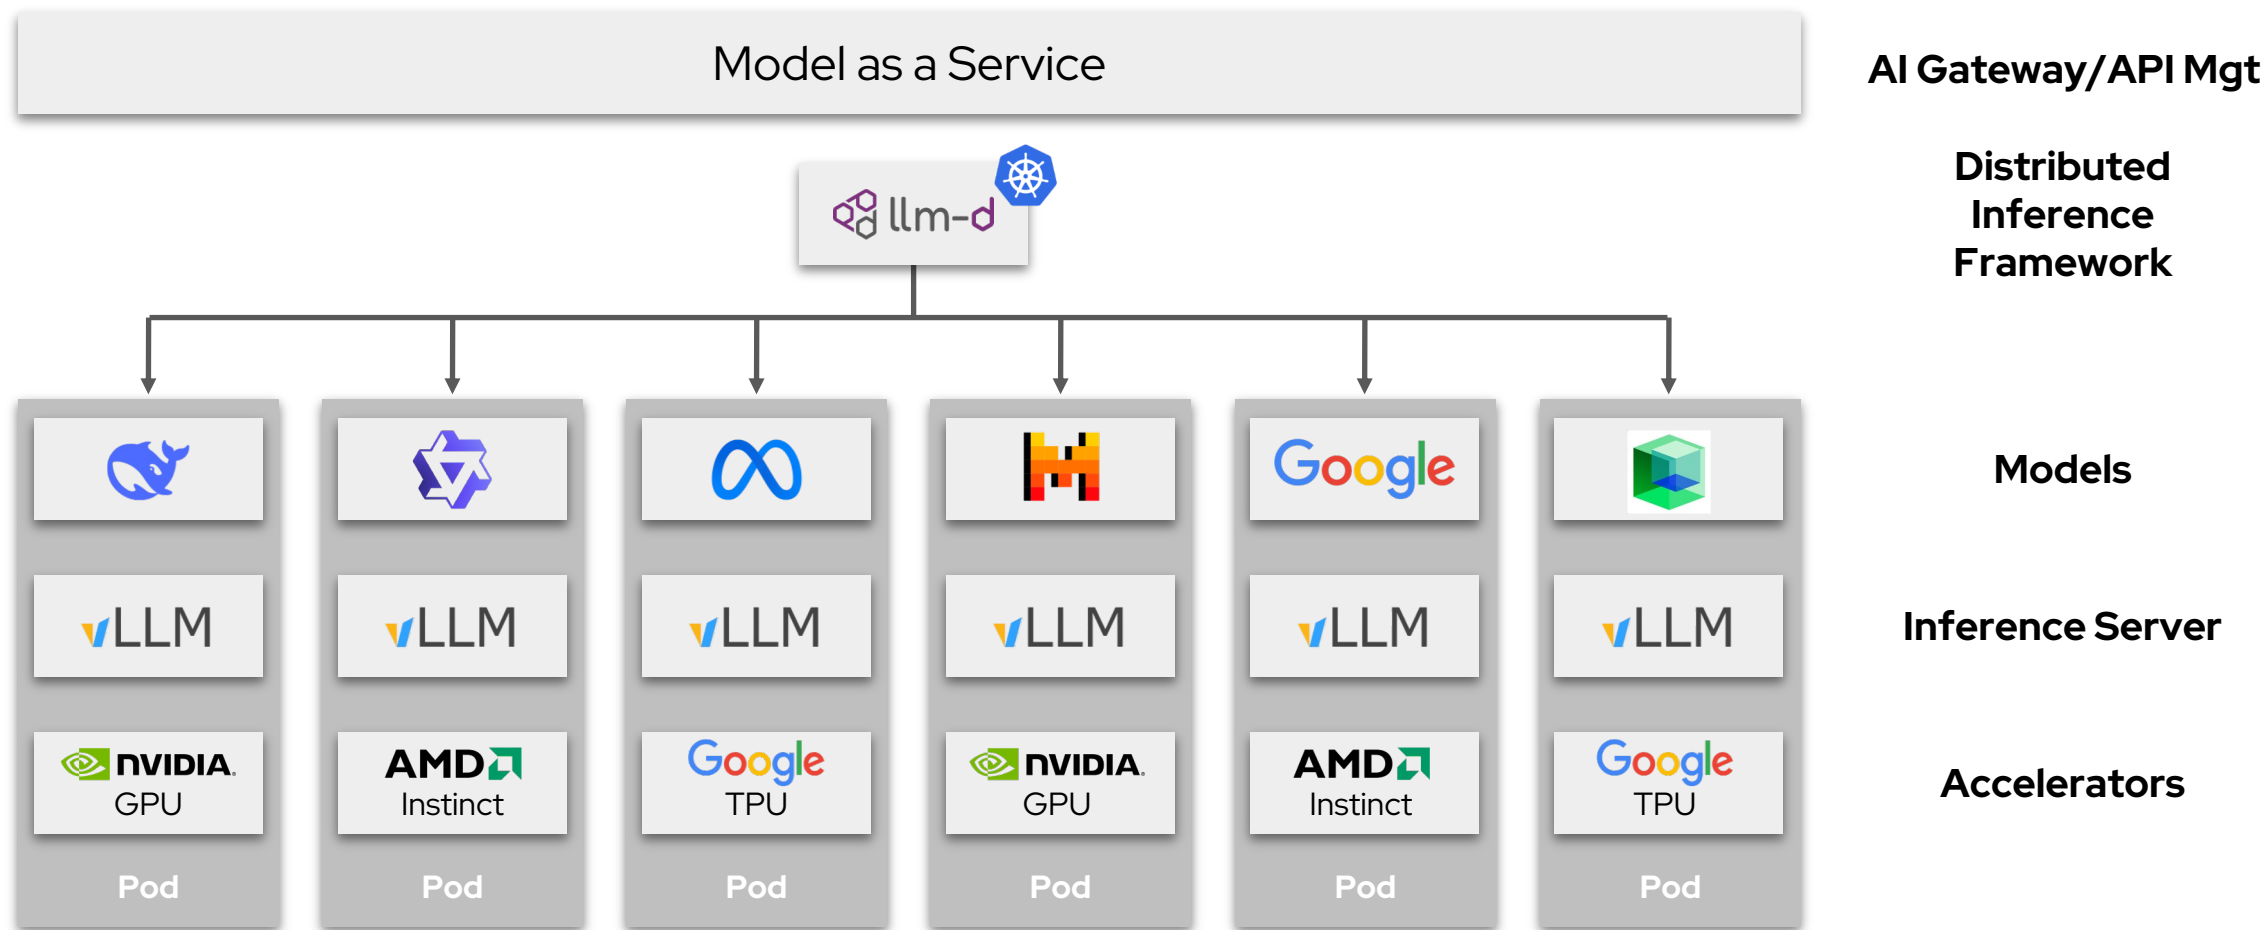 Model as a Service
AI Gateway/API Mgt
llm-d
Distributed
Inference
Framework
Google
Models
vLLM
vLLM
vLLM
vLLM
vLLM
vLLM
Inference Server
NVIDIA.
GPU
AMD
Instinct
Google
TPU
NVIDIA.
GPU
AMD
Instinct
Google
TPU
Accelerators
Pod
Pod
Pod
Pod
Pod
Pod